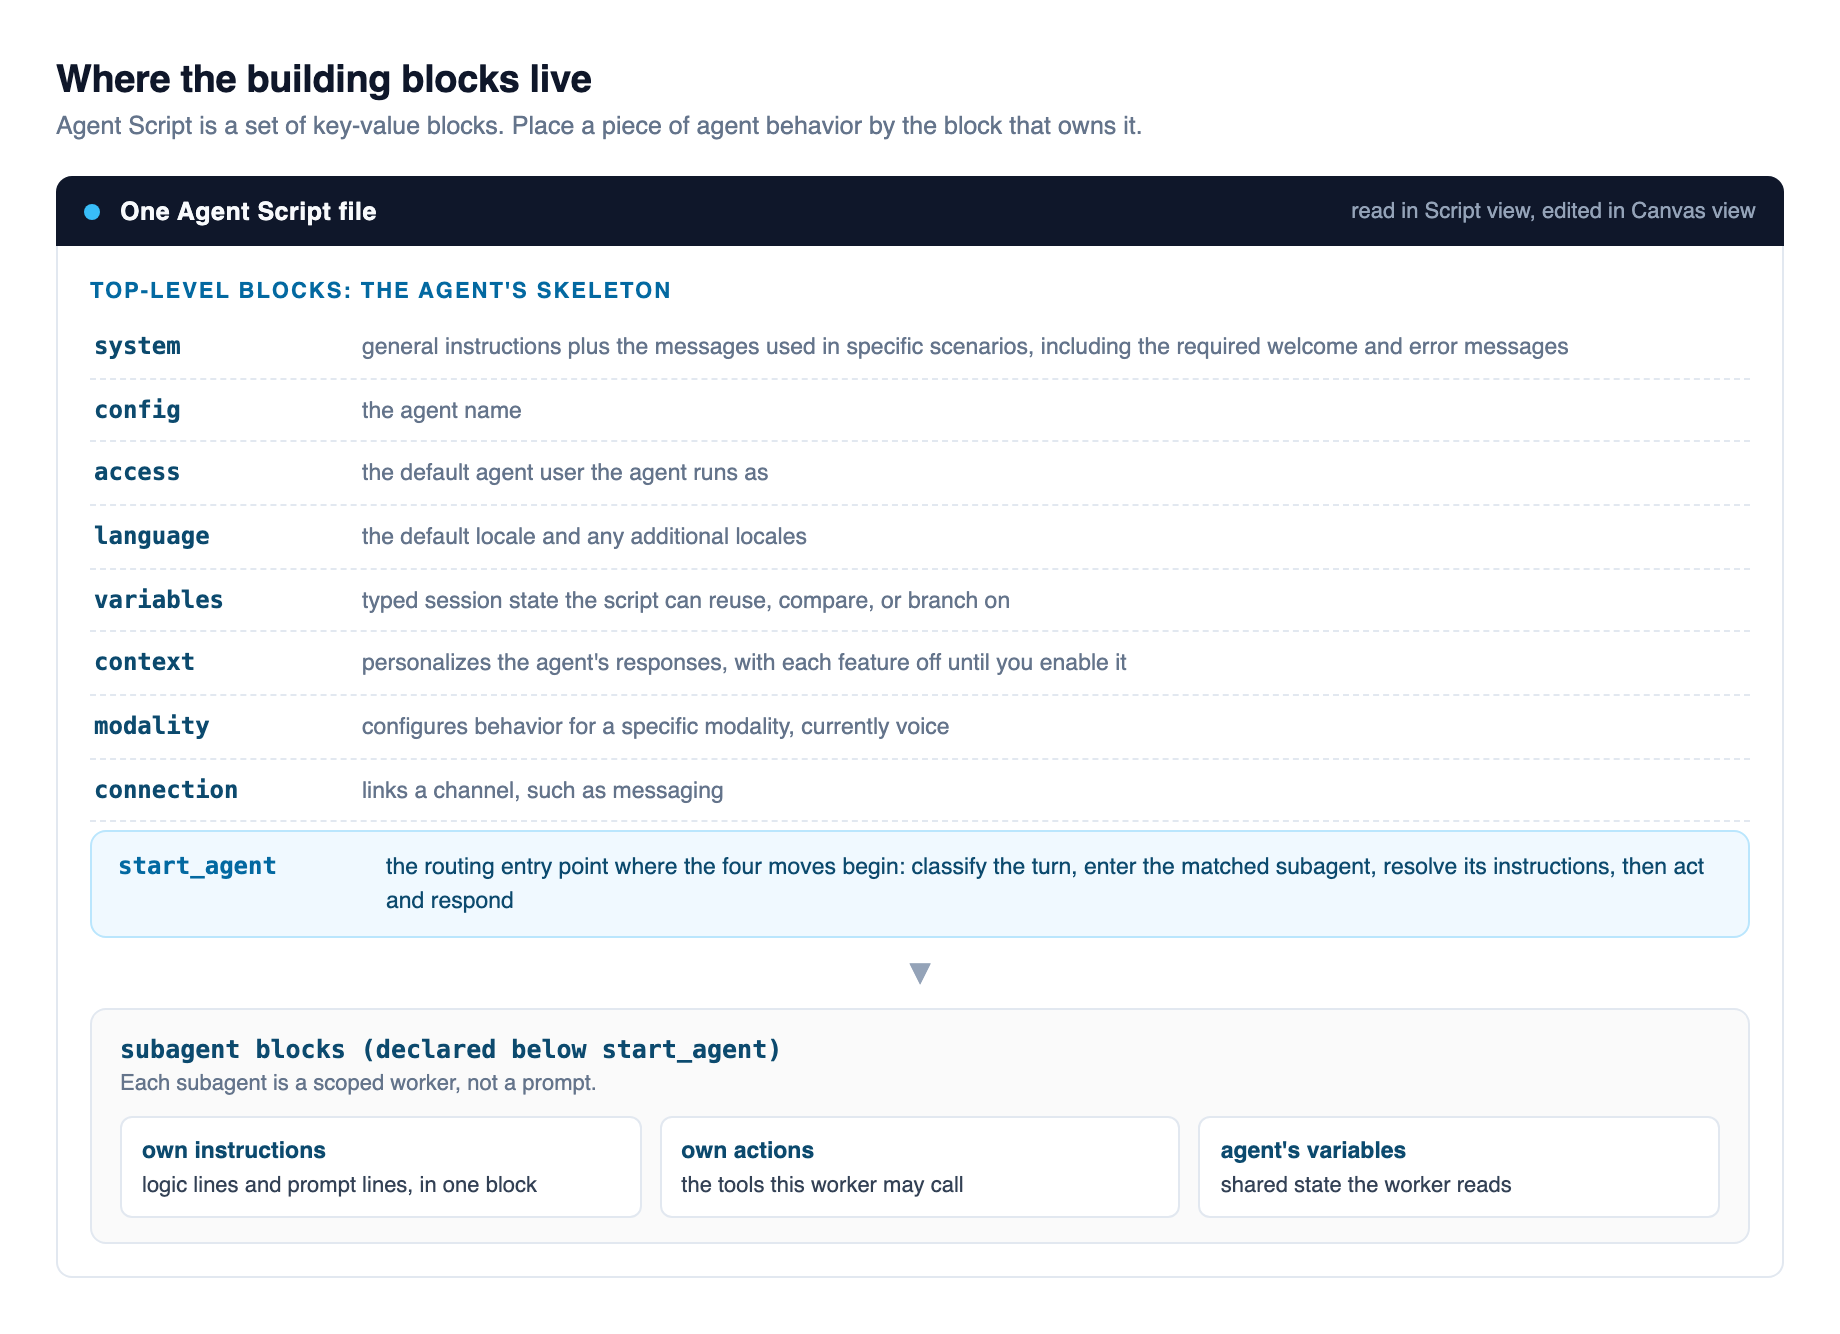 Where the building blocks live
Agent Script is a set of key-value blocks. Place a piece of agent behavior by the block that owns it.
One Agent Script file
read in Script view, edited in Canvas view
TOP-LEVEL BLOCKS: THE AGENT'S SKELETON
system
general instructions plus the messages used in specific scenarios, including the required welcome and error messages
config
the agent name
access
the default agent user the agent runs as
language
the default locale and any additional locales
variables
typed session state the script can reuse, compare, or branch on
context
personalizes the agent's responses, with each feature off until you enable it
modality
configures behavior for a specific modality, currently voice
connection
links a channel, such as messaging
start_agent
the routing entry point where the four moves begin: classify the turn, enter the matched subagent, resolve its instructions, then act
and respond
subagent blocks (declared below start_agent)
Each subagent is a scoped worker, not a prompt.
own instructions
logic lines and prompt lines, in one block
own actions
the tools this worker may call
agent's variables
shared state the worker reads